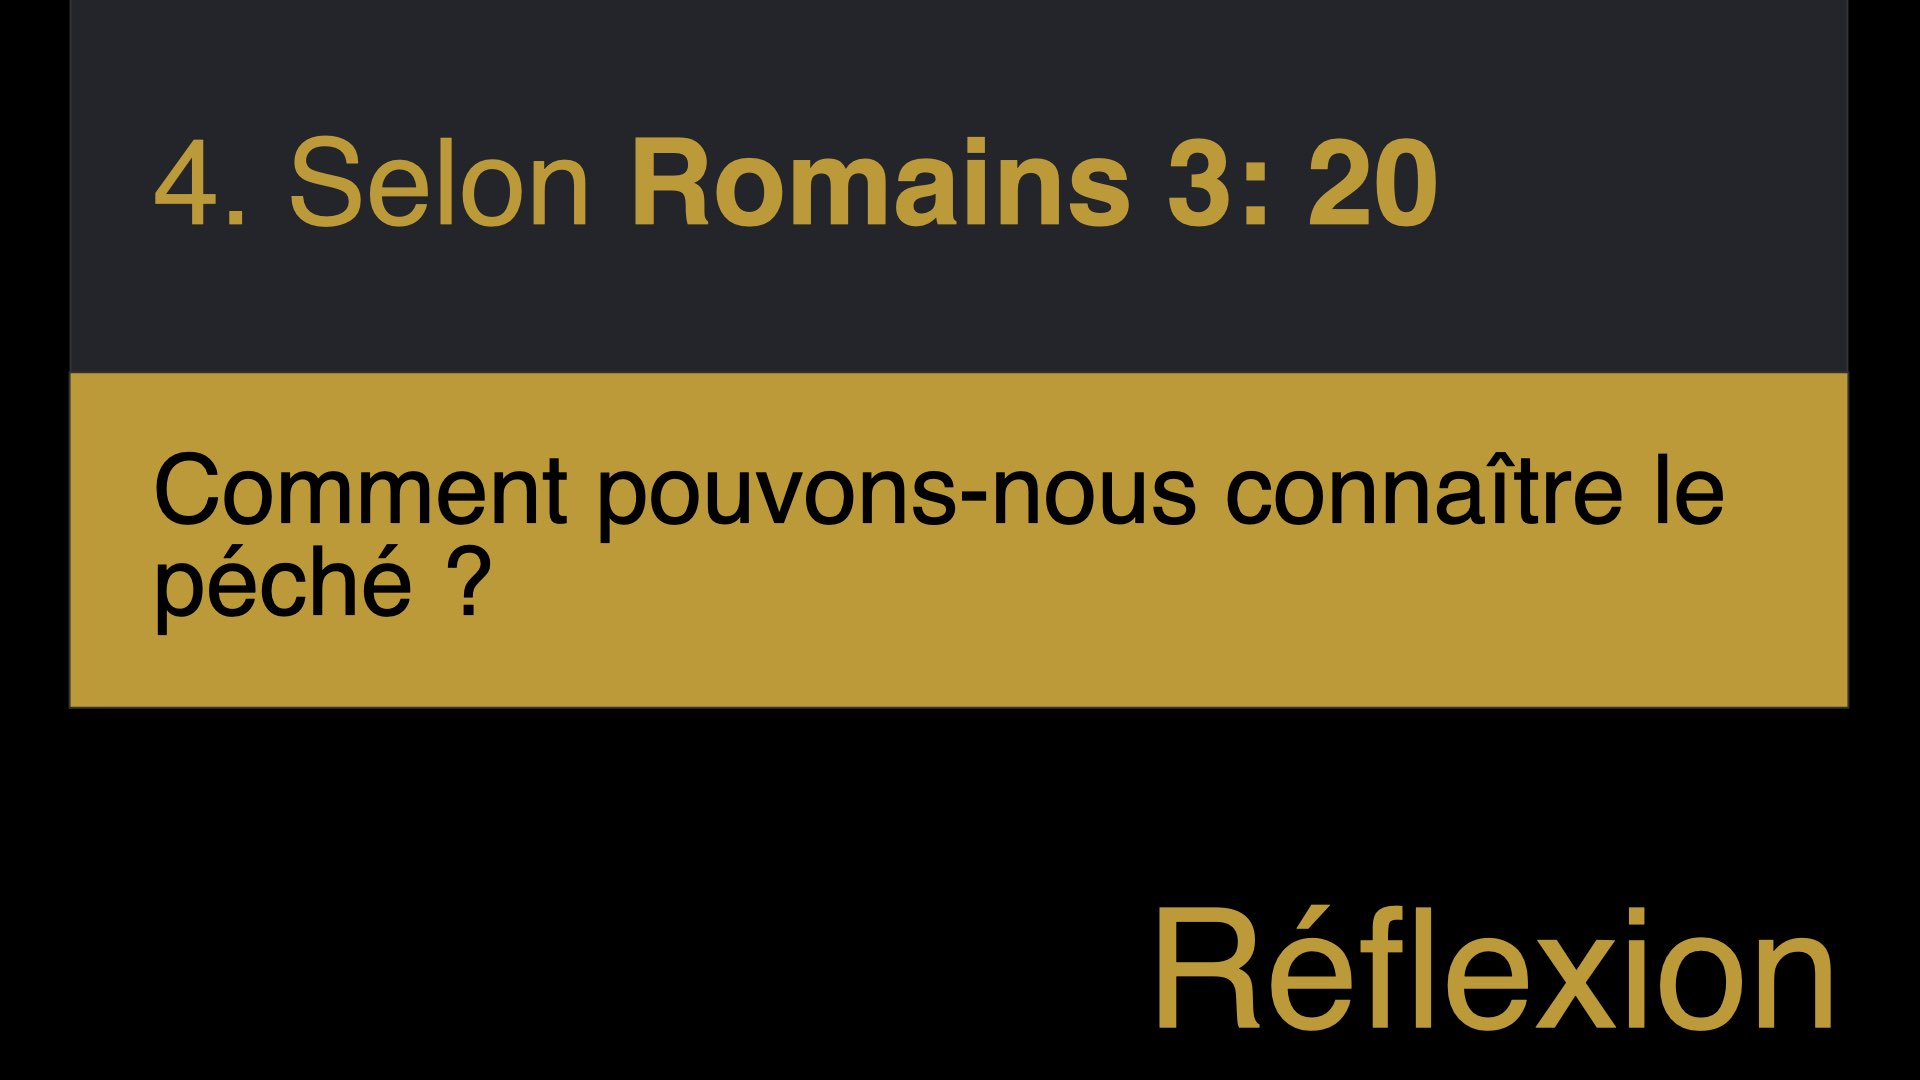 4. Selon Romains 3: 20
Comment pouvons-nous connaître le
péché ?
Réflexion